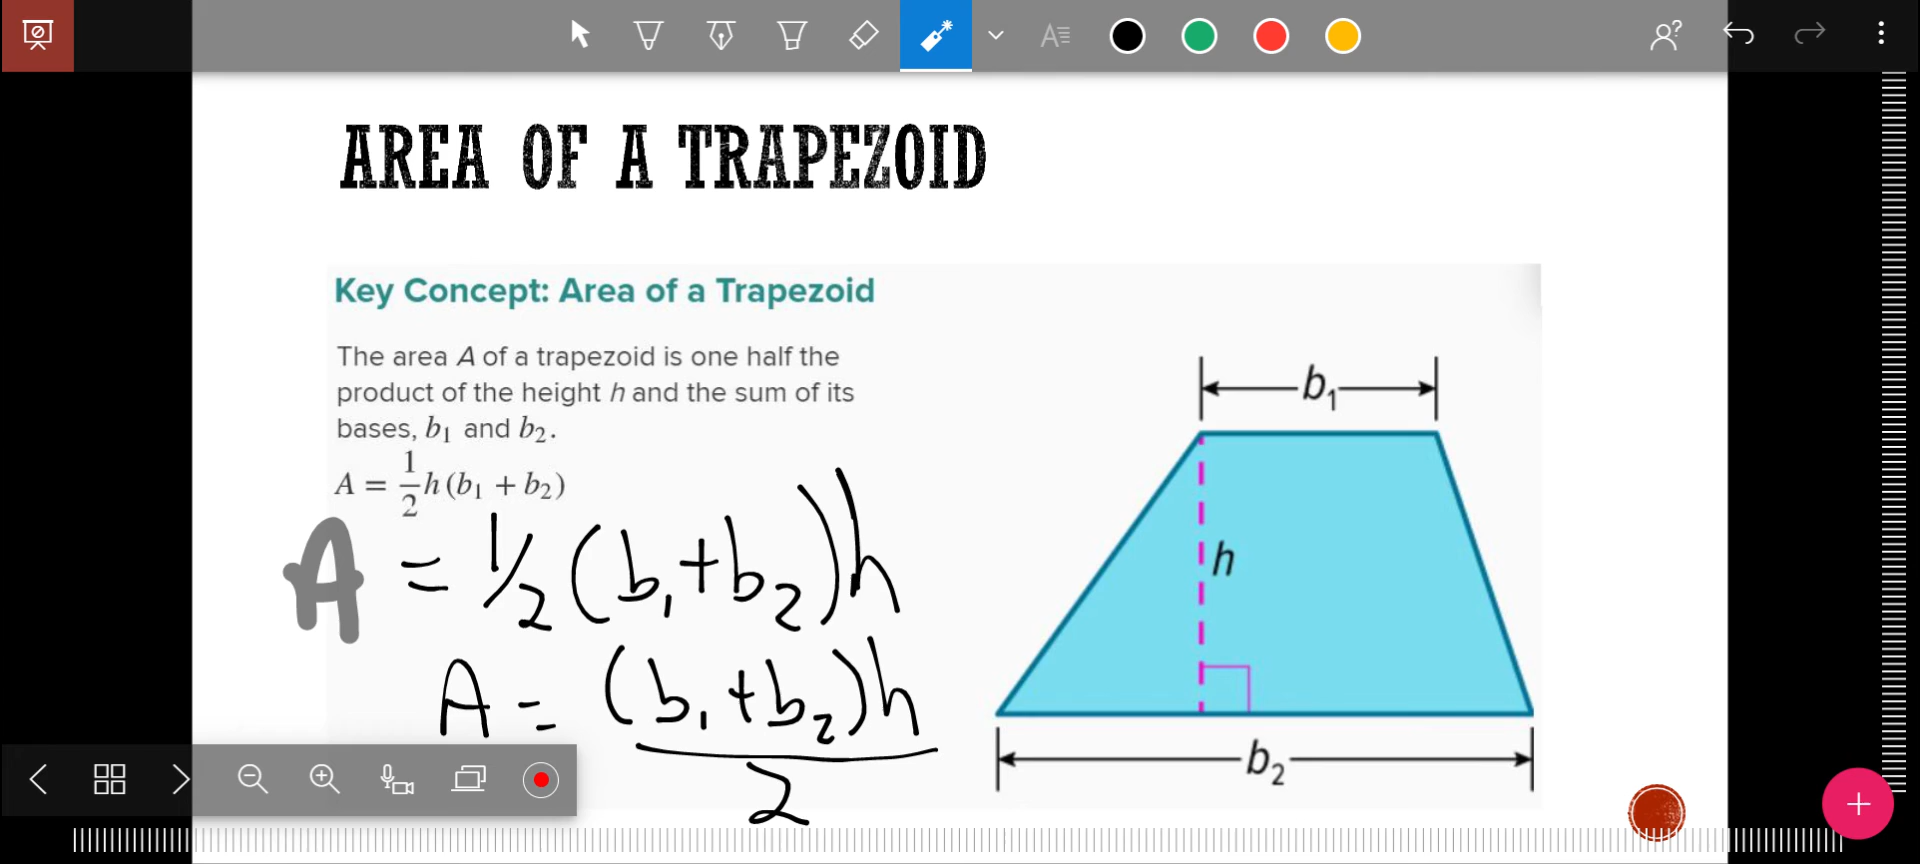 AREA OF A TRAPEZOID
Key Concept: Area of a Trapezoid
The area A of a trapezoid is one half the
product of the height h and the sum of its
bases, b₁ and b₂.
A = 1/2 h(b₁ + b₂)
A = 1/2 (b₁+b₂)h
A = (b₁+b₂)h / 2
b₁
h
b₂